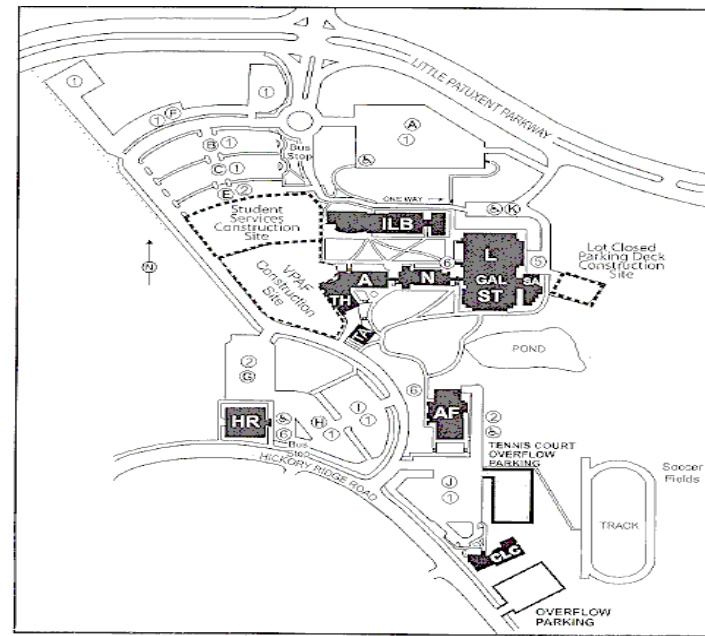 LITTLE PATUXENT PARKWAY
1
1
1 F
A
1
B 1
Bus
Stop
C 1
E 2
ONE WAY
K
Student
Services
Construction
Site
ILB
L
6
5
Lot Closed
Parking Deck
Construction
Site
N
VPAF
Construction
Site
A
N
GAL
SA
TH
ST
POND
2
G
6
I
1
AF
2
HR
H
6
1
Bus
Stop
TENNIS COURT
OVERFLOW
PARKING
HICKORY RIDGE ROAD
J
1
Soccer
Fields
TRACK
CLC
OVERFLOW
PARKING